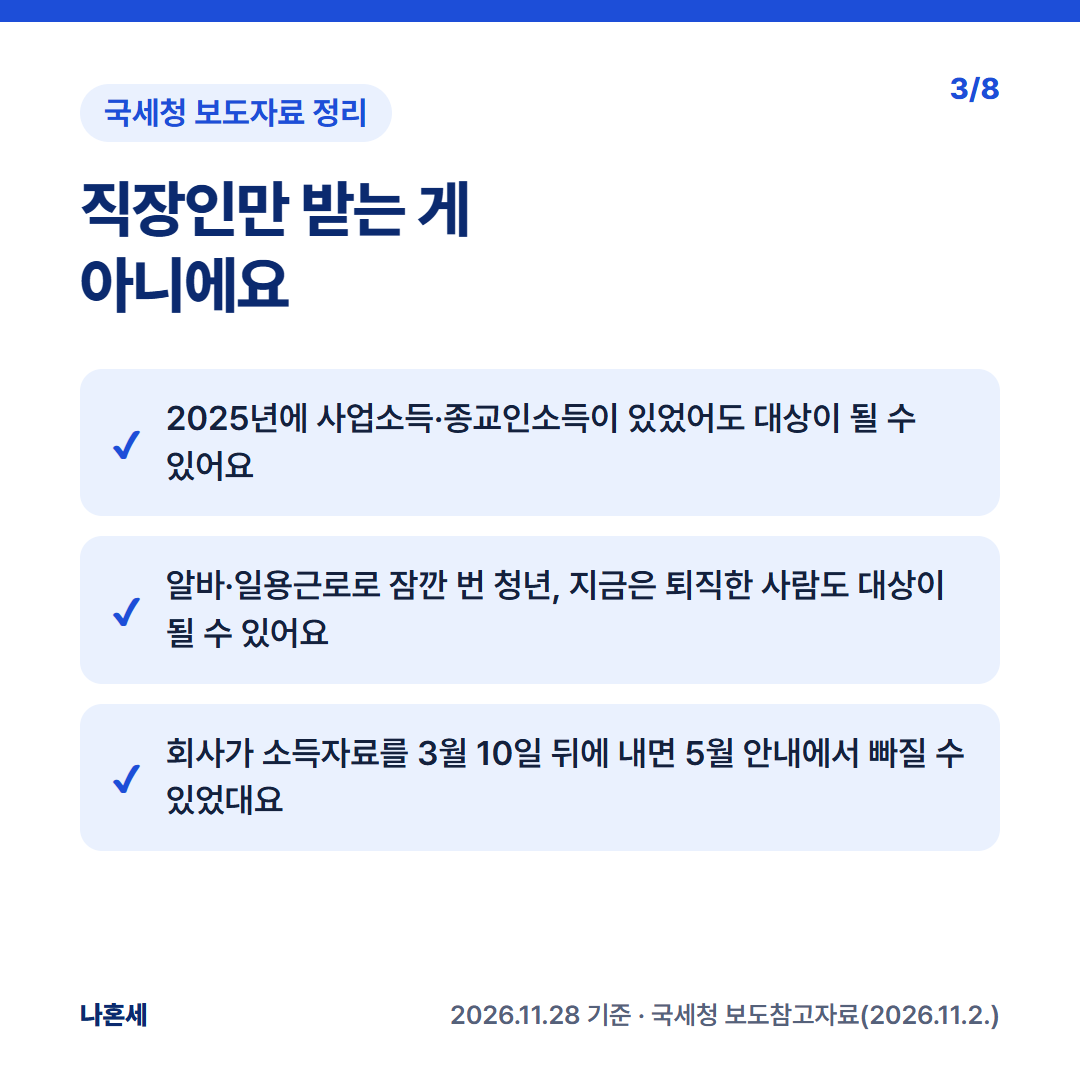 국세청 보도자료 정리
3/8
직장인만 받는 게
아니에요
2025년에 사업소득·종교인소득이 있었어도 대상이 될 수
있어요
알바·일용근로로 잠깐 번 청년, 지금은 퇴직한 사람도 대상이
될 수 있어요
회사가 소득자료를 3월 10일 뒤에 내면 5월 안내에서 빠질 수
있었대요
나혼세
2026.11.28 기준 · 국세청 보도참고자료(2026.11.2.)